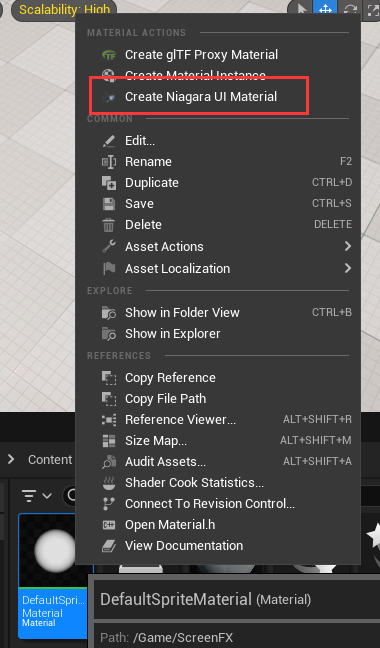 Scalability: High
MATERIAL ACTIONS
Create glTF Proxy Material
Create Material Instance
Create Niagara UI Material
COMMON
Edit...
Rename F2
Duplicate CTRL+D
Save CTRL+S
Delete DELETE
Asset Actions
Asset Localization
EXPLORE
Show in Folder View CTRL+B
Show in Explorer
REFERENCES
Copy Reference
Copy File Path
Reference Viewer... ALT+SHIFT+R
Size Map... ALT+SHIFT+M
Audit Assets... ALT+SHIFT+A
Shader Cook Statistics...
Connect To Revision Control...
Open Material.h
View Documentation
Content
DefaultSpri...
Material
Material
DefaultSpriteMaterial (Material)
Path: /Game/ScreenFX